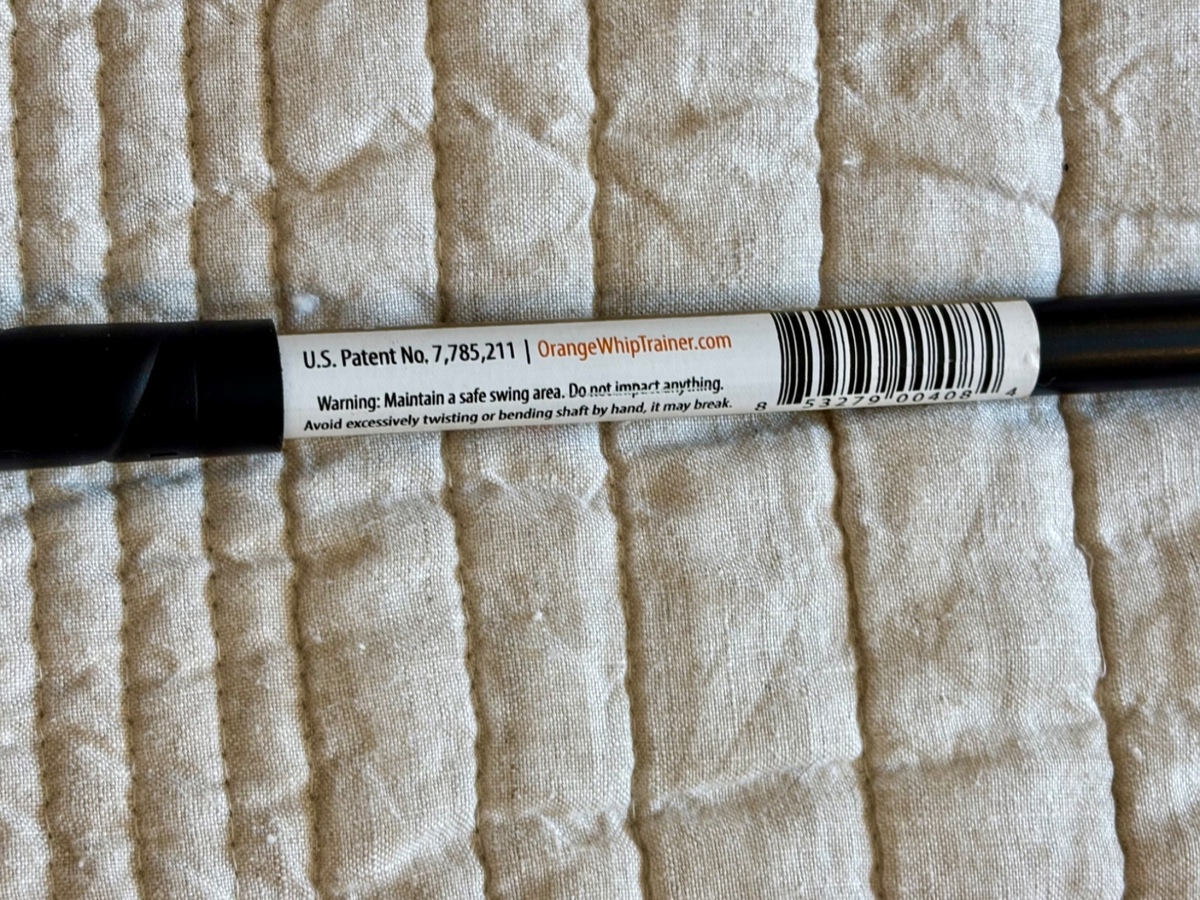 U.S. Patent No. 7,785,211 | OrangeWhipTrainer.com
Warning: Maintain a safe swing area. Do not impact anything.
Avoid excessively twisting or bending shaft by hand, it may break.
8 53279 00408 4